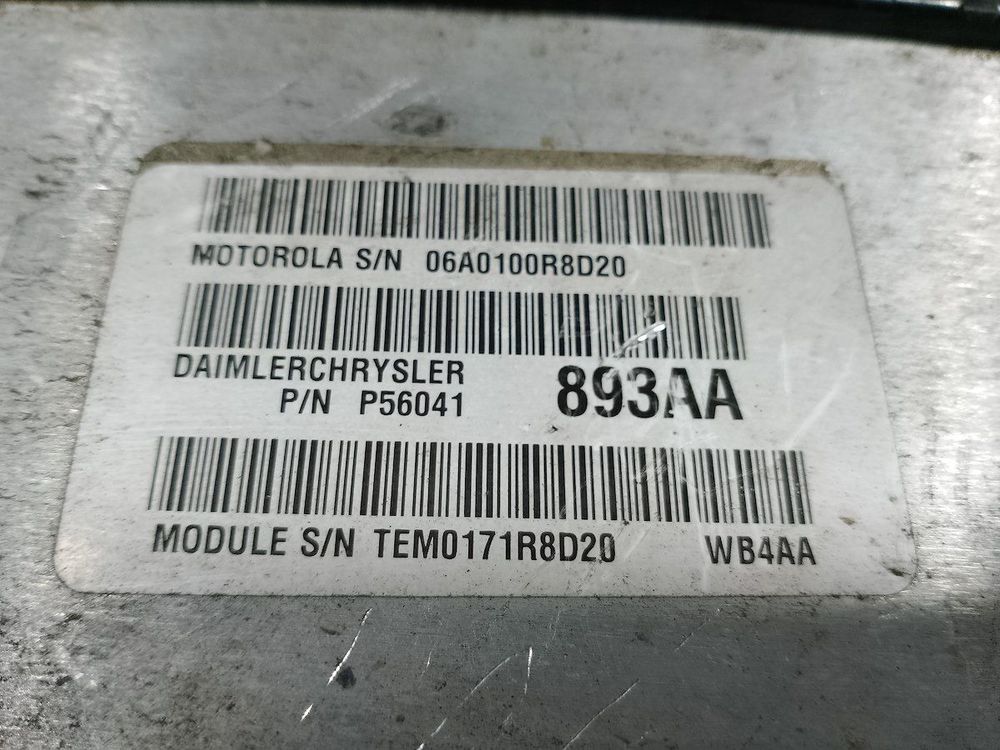 MOTOROLA S/N 06A0100R8D20
DAIMLERCHRYSLER
P/N P56041 893AA
MODULE S/N TEM0171R8D20 WB4AA